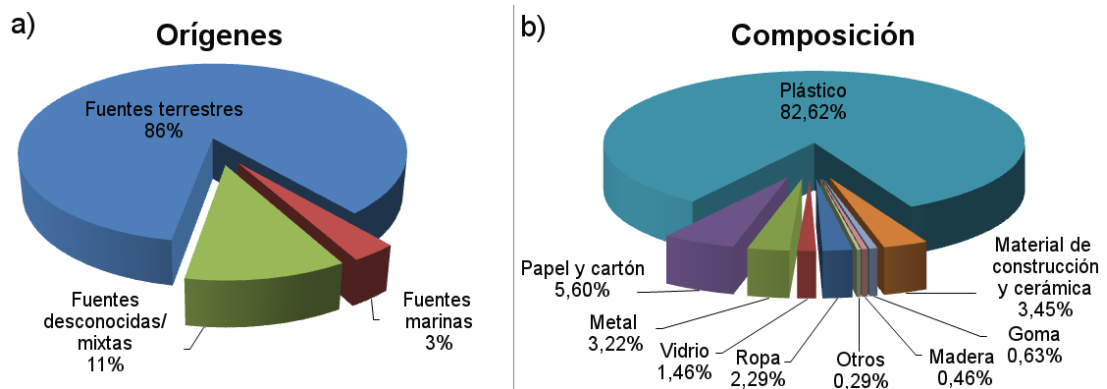 a)
Orígenes
Fuentes terrestres
86%
Fuentes
desconocidas/
mixtas
11%
Fuentes
marinas
3%
b)
Composición
Plástico
82,62%
Papel y cartón
5,60%
Metal
3,22%
Vidrio
1,46%
Ropa
2,29%
Otros
0,29%
Madera
0,46%
Goma
0,63%
Material de
construcción
y cerámica
3,45%